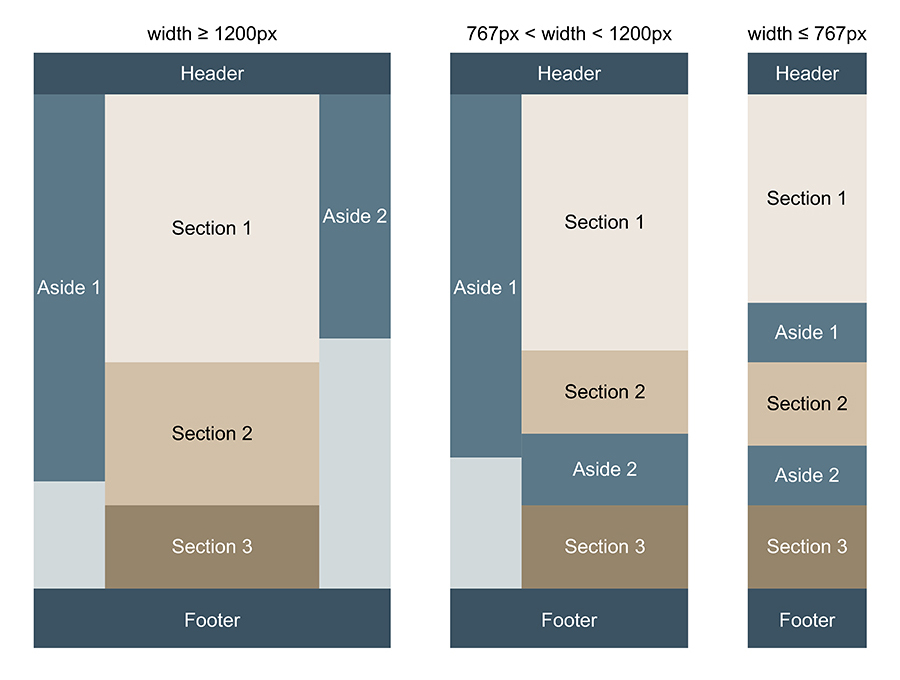 width ≥ 1200px
Header
Aside 1
Section 1
Aside 2
Section 2
Section 3
Footer
767px < width < 1200px
Header
Aside 1
Section 1
Section 2
Aside 2
Section 3
Footer
width ≤ 767px
Header
Section 1
Aside 1
Section 2
Aside 2
Section 3
Footer